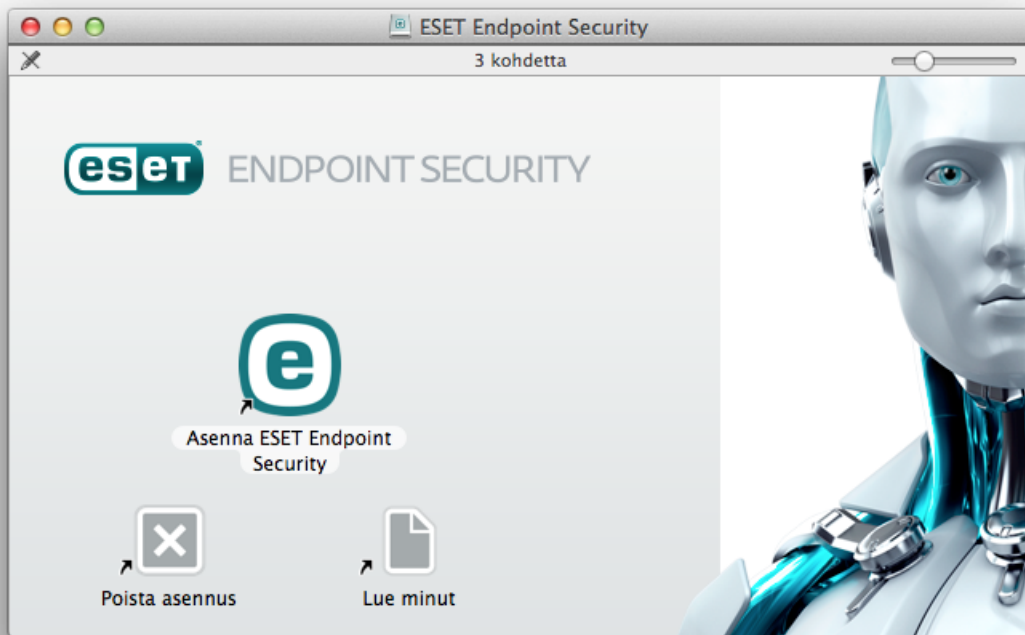 ESET Endpoint Security
3 kohdetta
eseT® ENDPOINT SECURITY
e
Asenna ESET Endpoint
Security
Poista asennus
Lue minut